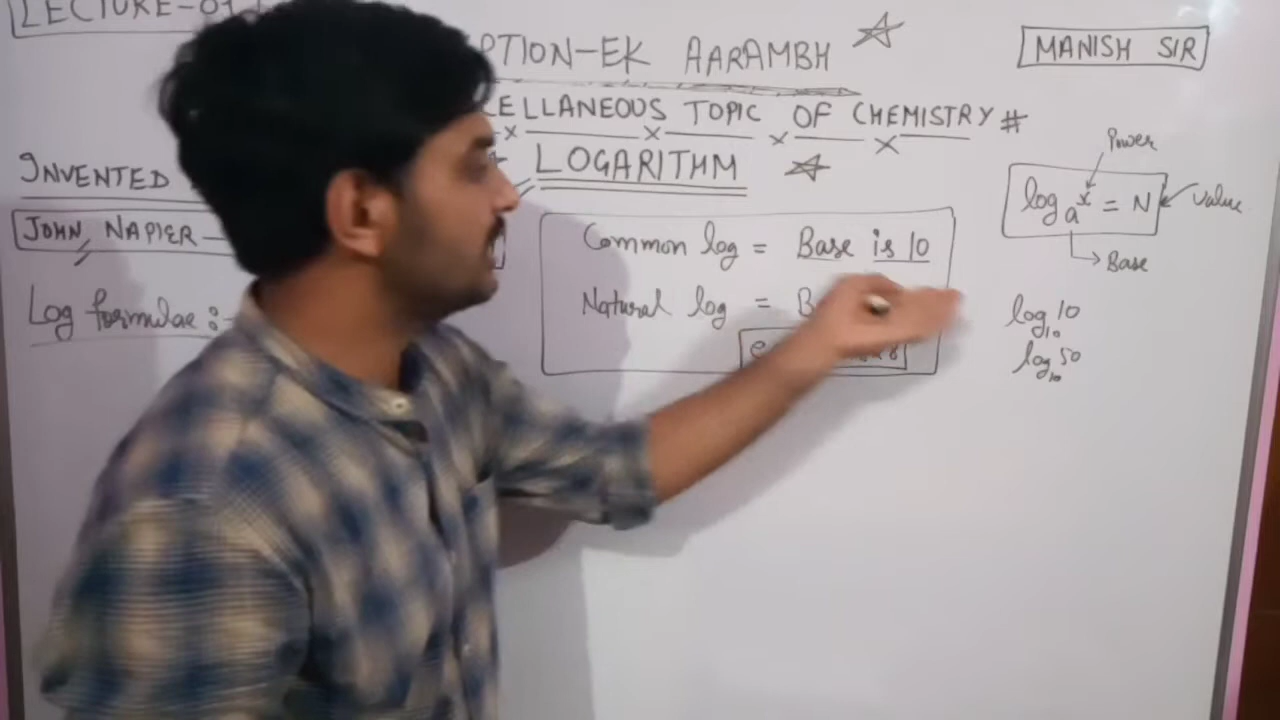 LECTURE-01
PTION-EK AARAMBH
MANISH SIR
CELLANEOUS TOPIC OF CHEMISTRY #
LOGARITHM
INVENTED
JOHN NAPIER
Log formulae :-
Common log = Base is 10
Natural log = B
e
Power
log a x = N
Value
Base
log 10 10
log 10 50